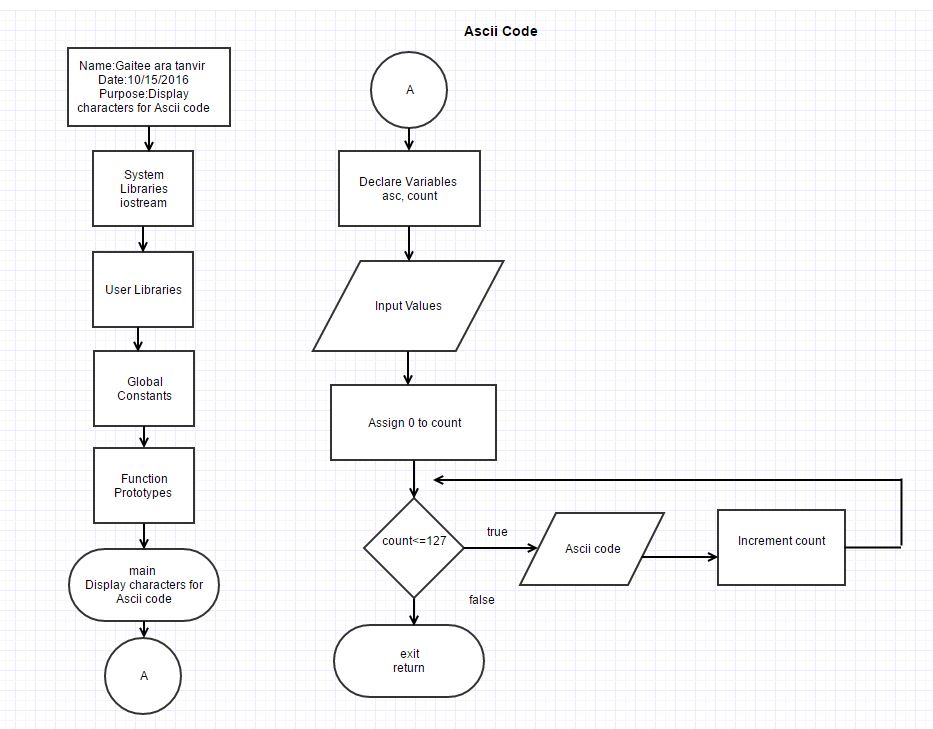 Ascii Code
Name:Gaitee ara tanvir
Date:10/15/2016
Purpose:Display
characters for Ascii code
System
Libraries
iostream
User Libraries
Global
Constants
Function
Prototypes
main
Display characters for
Ascii code
A
A
Declare Variables
asc, count
Input Values
Assign 0 to count
count<=127
true
Ascii code
Increment count
false
exit
return